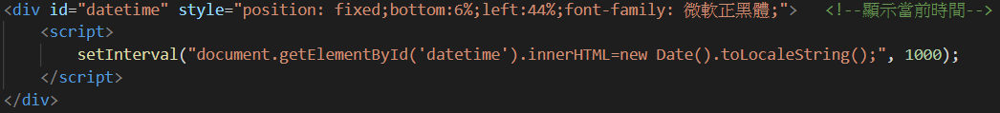 <div id="datetime" style="position: fixed;bottom:6%;left:44%;font-family: 微軟正黑體;">   <!--顯示當前時間-->
    <script>
        setInterval("document.getElementById('datetime').innerHTML=new Date().toLocaleString();", 1000);
    </script>
</div>